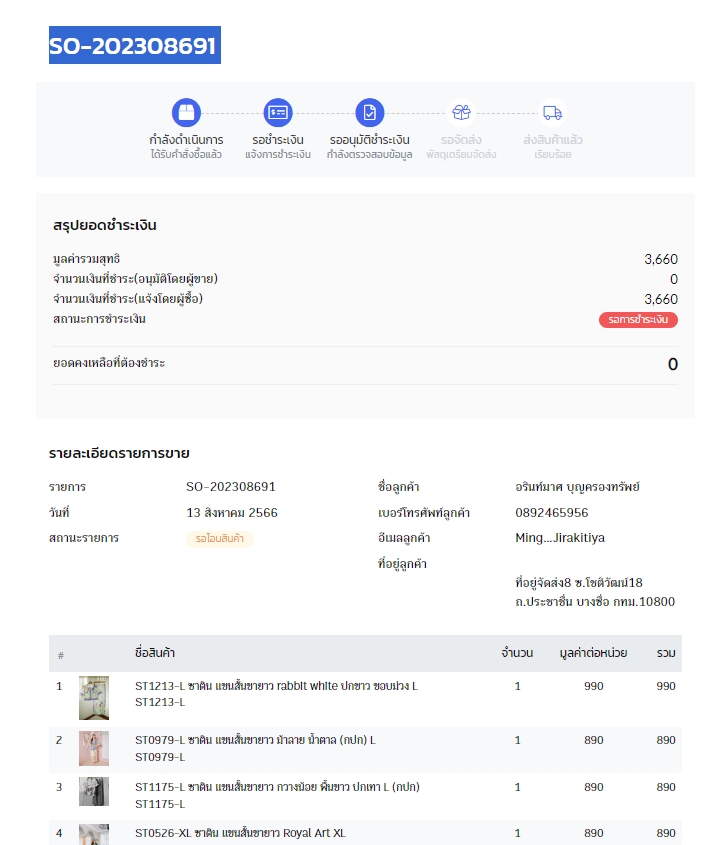 SO-202308691
กำลังดำเนินการ
ได้รับคำสั่งซื้อแล้ว
รอชำระเงิน
แจ้งการชำระเงิน
รออนุมัติชำระเงิน
กำลังตรวจสอบข้อมูล
รอจัดส่ง
พัสดุเตรียมจัดส่ง
ส่งสินค้าแล้ว
เรียบร้อย
สรุปยอดชำระเงิน
มูลค่ารวมสุทธิ 3,660
จำนวนเงินที่ชำระ(อนุมัติโดยผู้ขาย) 0
จำนวนเงินที่ชำระ(แจ้งโดยผู้ซื้อ) 3,660
สถานะการชำระเงิน รอการชำระเงิน
ยอดคงเหลือที่ต้องชำระ 0
รายละเอียดรายการขาย
รายการ SO-202308691
วันที่ 13 สิงหาคม 2566
สถานะรายการ รอโอนสินค้า
ชื่อลูกค้า อรินท์มาศ บุญครองทรัพย์
เบอร์โทรศัพท์ลูกค้า 0892465956
อีเมลลูกค้า Ming...Jirakitiya
ที่อยู่ลูกค้า
ที่อยู่จัดส่ง8 ซ.โชติวัฒน์18
ถ.ประชาชื่น บางซื่อ กทม.10800
# ชื่อสินค้า จำนวน มูลค่าต่อหน่วย รวม
1 ST1213-L ซาติน แขนสั้นขายาว rabbit white ปกขาว ขอบม่วง L 1 990 990
ST1213-L
2 ST0979-L ซาติน แขนสั้นขายาว ม้าลาย น้ำตาล (กปก) L 1 890 890
ST0979-L
3 ST1175-L ซาติน แขนสั้นขายาว กวางน้อย พื้นขาว ปกเทา L (กปก) 1 890 890
ST1175-L
4 ST0526-XL ซาติน แขนสั้นขายาว Royal Art XL 1 890 890